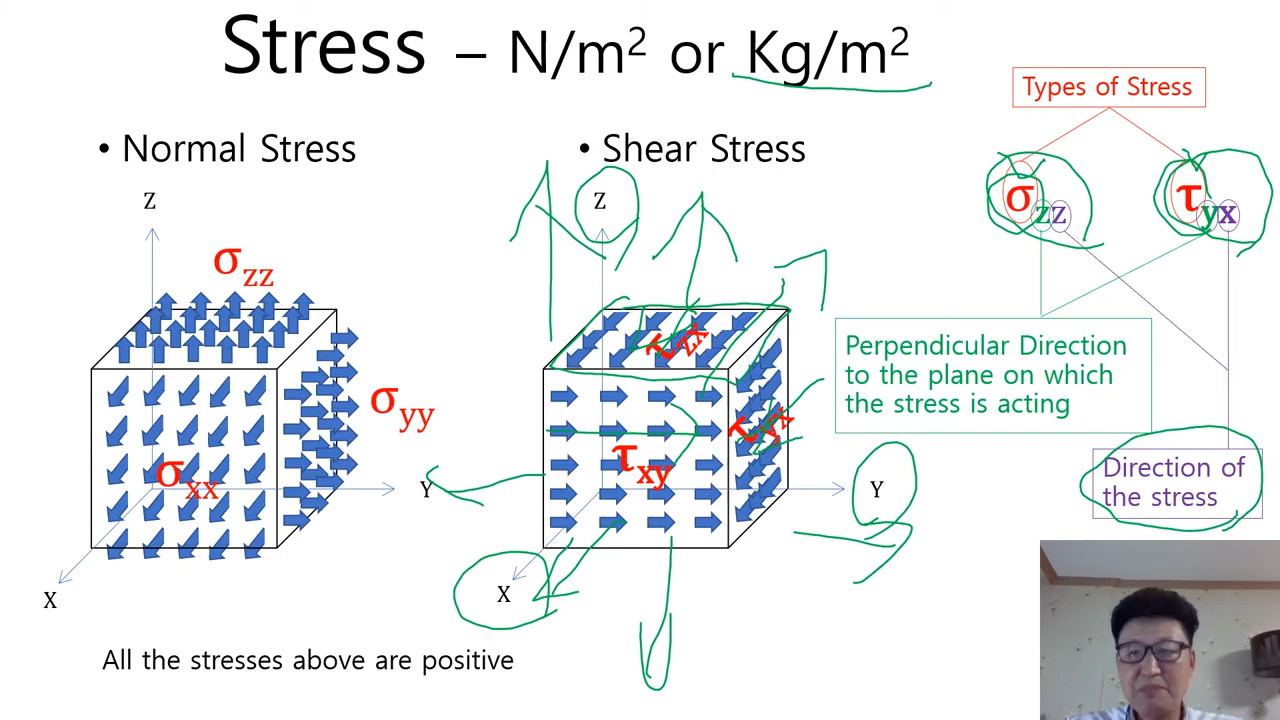 Stress – N/m² or Kg/m²
Types of Stress
• Normal Stress
• Shear Stress
σzz
τyx
Z
Z
σzz
τzx
Perpendicular Direction
to the plane on which
the stress is acting
σyy
τyx
σxx
τxy
Y
Y
Direction of
the stress
X
X
All the stresses above are positive